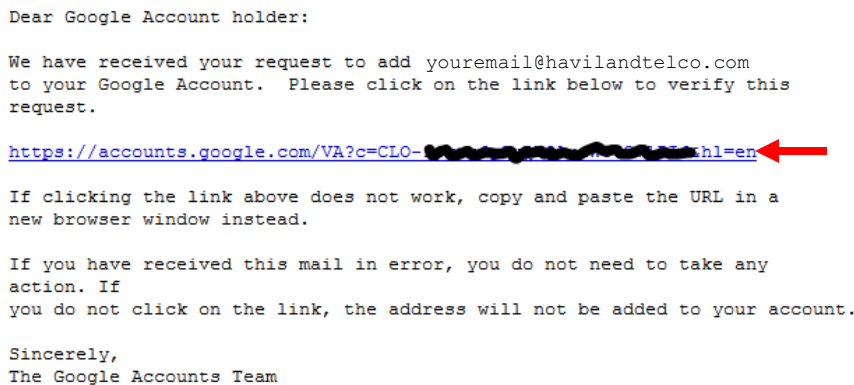 Dear Google Account holder:
We have received your request to add youremail@havilandtelco.com
to your Google Account.  Please click on the link below to verify this
request.
https://accounts.google.com/VA?c=CLO- hl=en
If clicking the link above does not work, copy and paste the URL in a
new browser window instead.
If you have received this mail in error, you do not need to take any
action. If
you do not click on the link, the address will not be added to your account.
Sincerely,
The Google Accounts Team